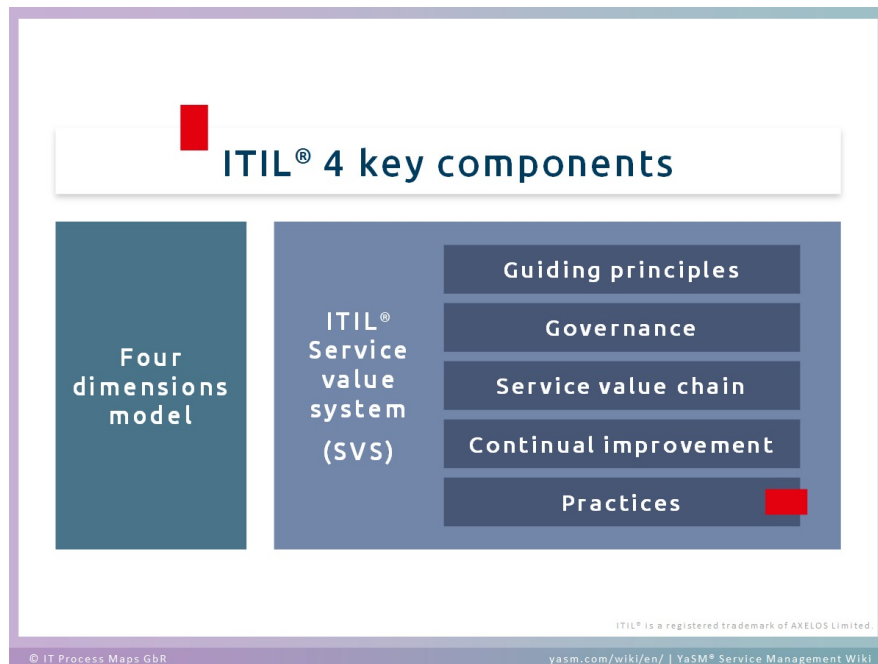 ITIL® 4 key components
Four
dimensions
model
ITIL®
Service
value
system
(SVS)
Guiding principles
Governance
Service value chain
Continual improvement
Practices
ITIL® is a registered trademark of AXELOS Limited.
© IT Process Maps GbR
yasm.com/wiki/en/ | YaSM® Service Management Wiki